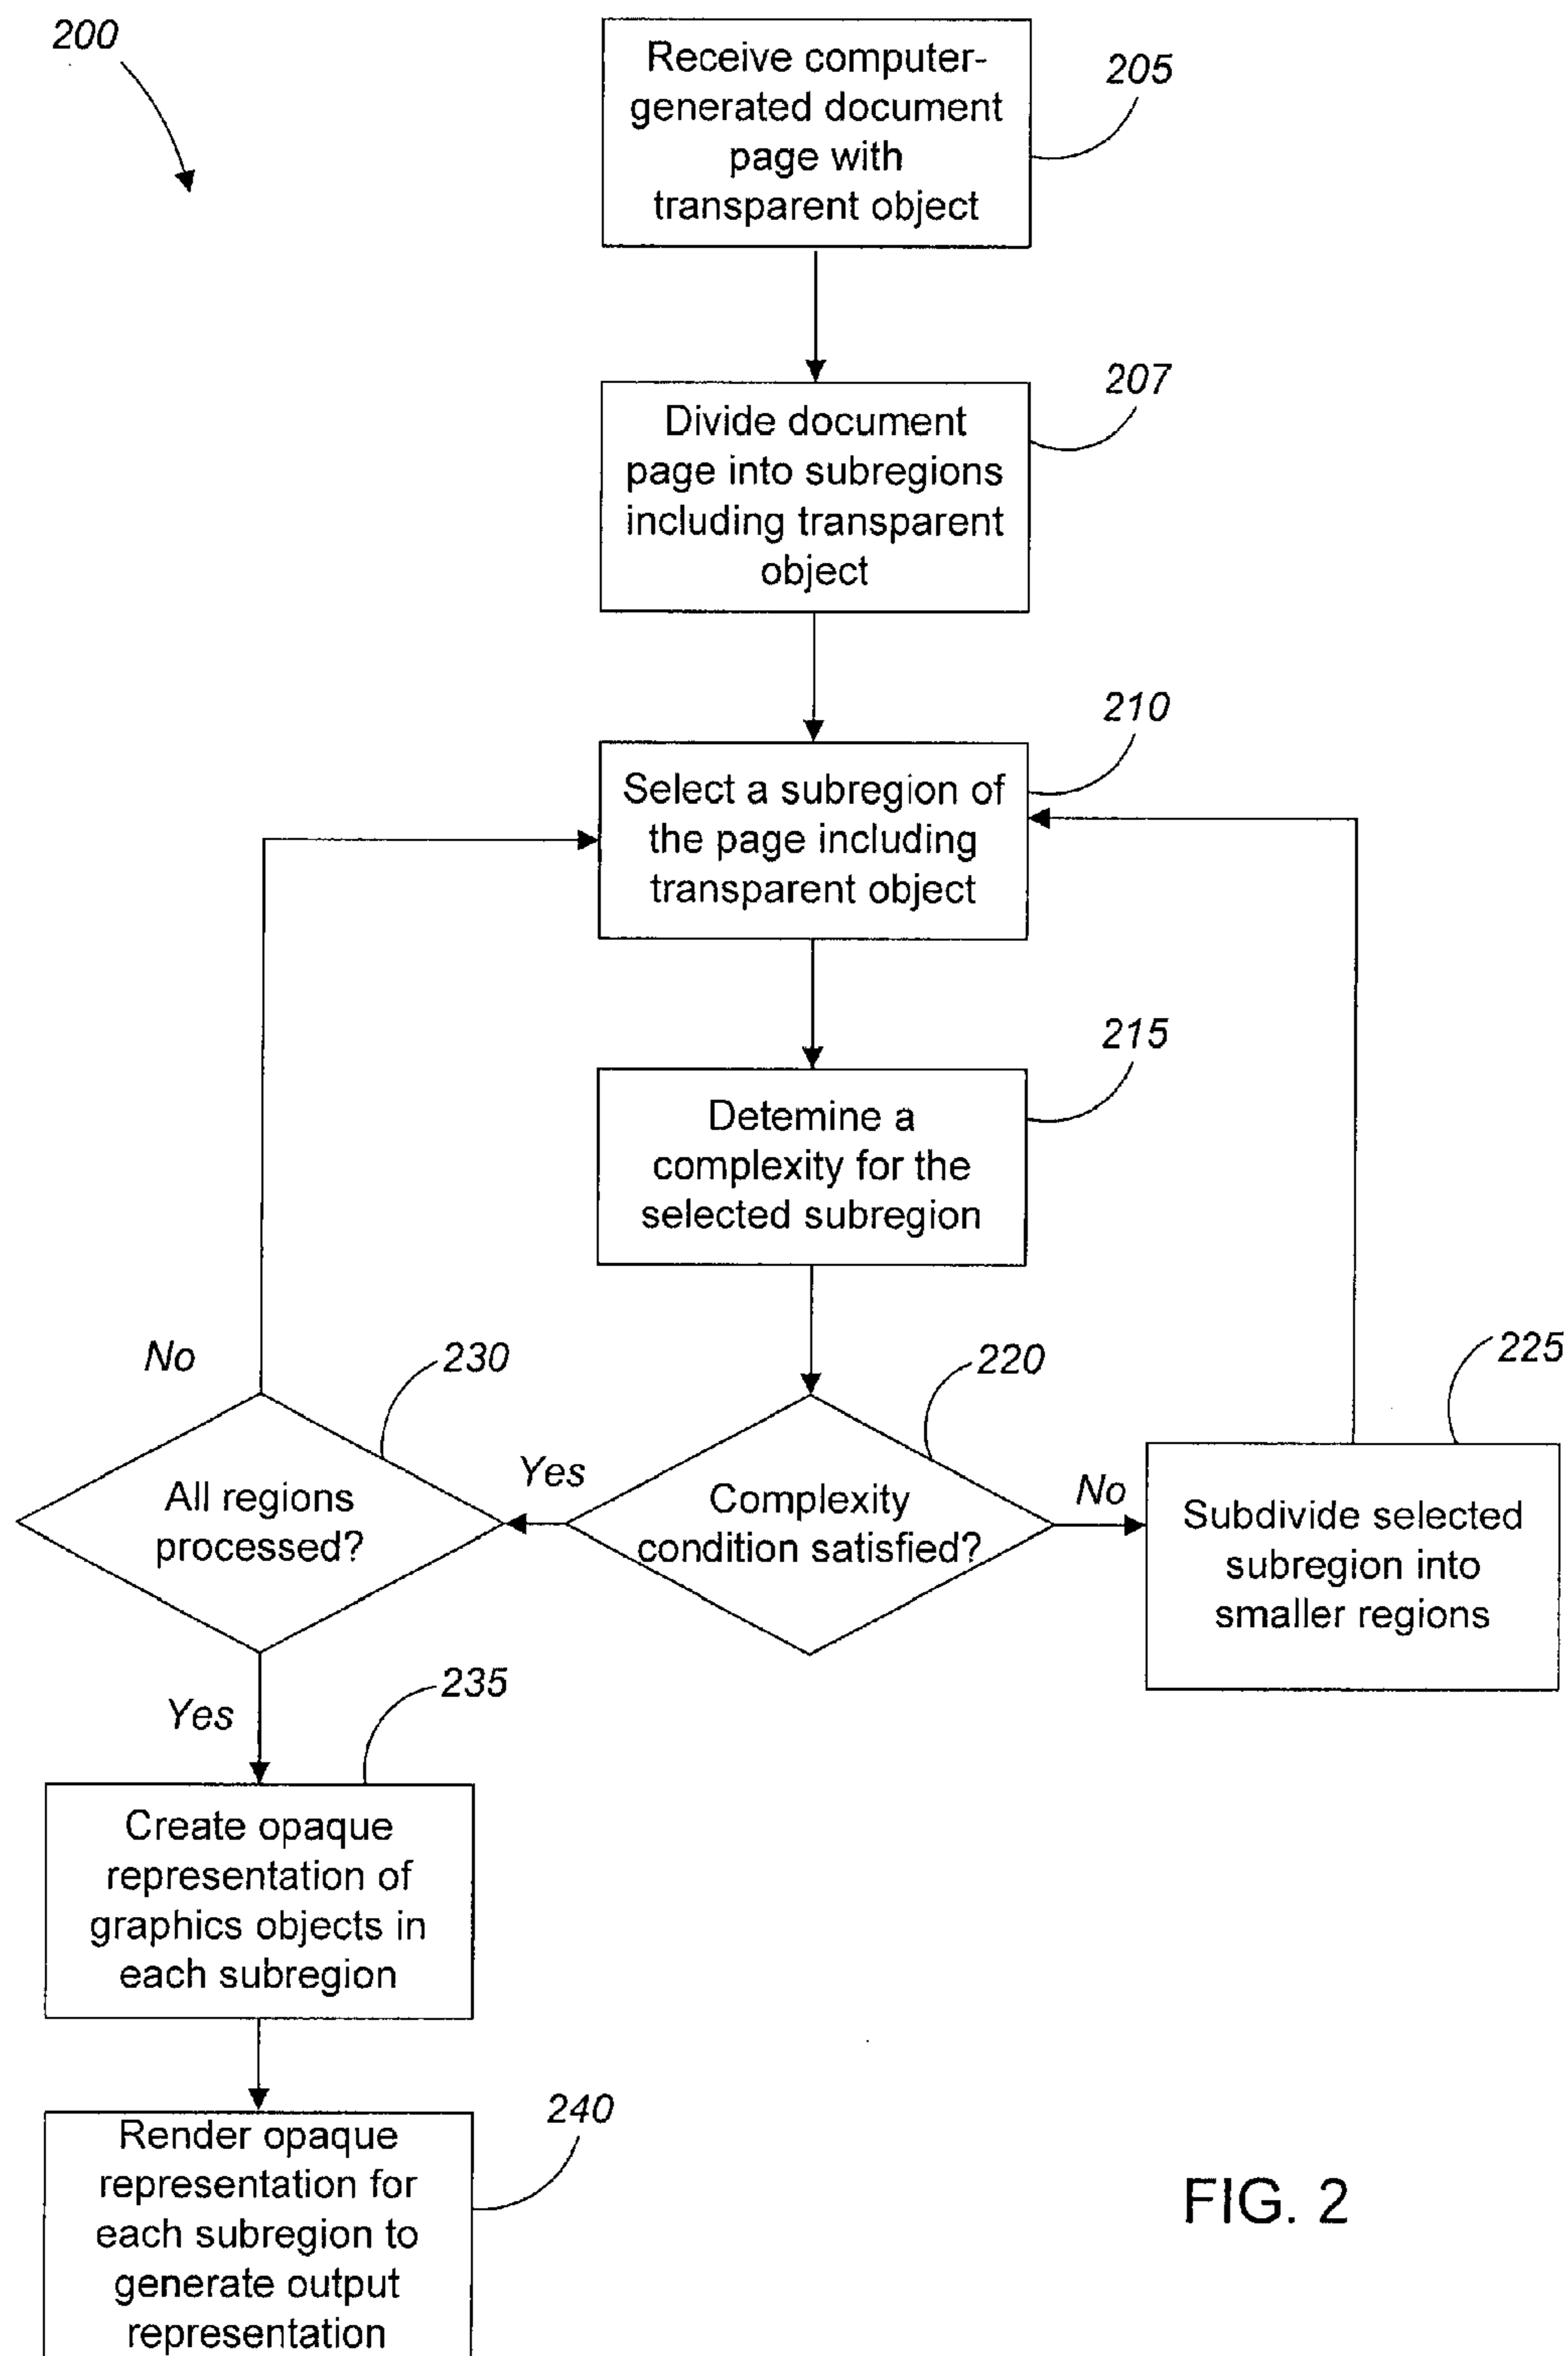 200
Receive computer-
generated document
page with
transparent object
205
Divide document
page into subregions
including transparent
object
207
Select a subregion of
the page including
transparent object
210
Detemine a
complexity for the
selected subregion
215
Complexity
condition satisfied?
220
Yes
No
Subdivide selected
subregion into
smaller regions
225
All regions
processed?
230
No
Yes
Create opaque
representation of
graphics objects in
each subregion
235
Render opaque
representation for
each subregion to
generate output
representation
240
FIG. 2